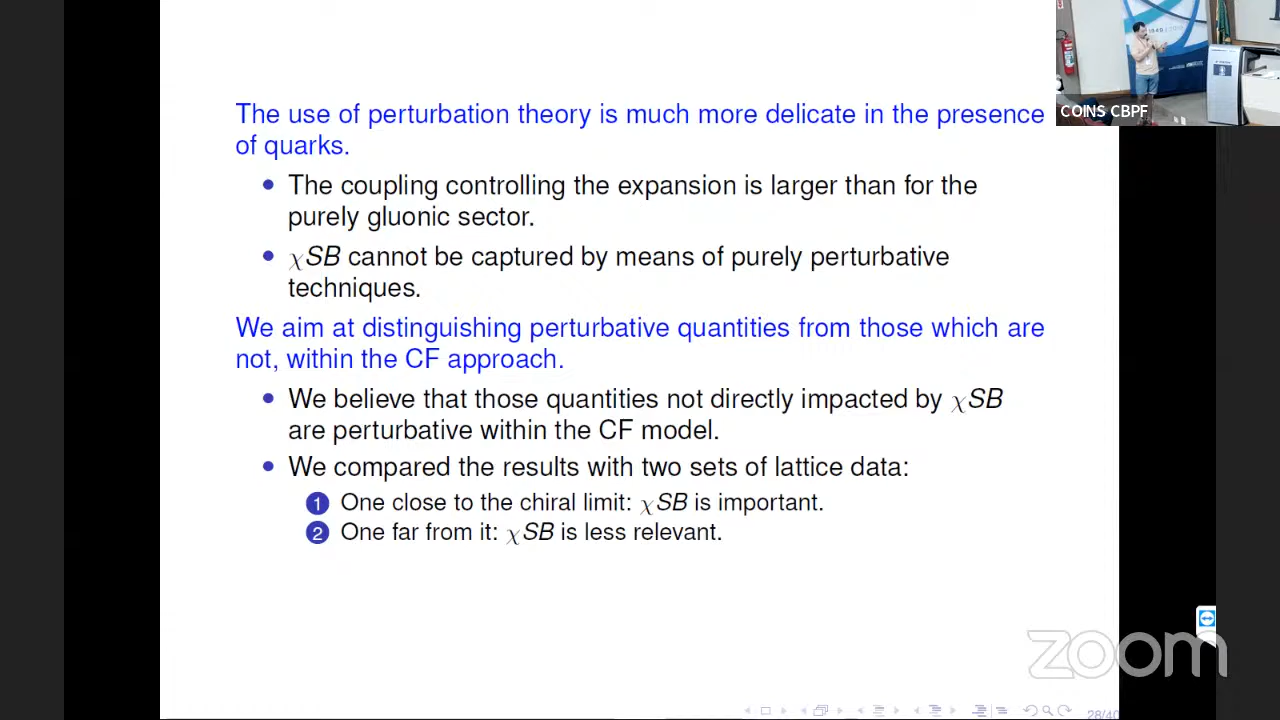 The use of perturbation theory is much more delicate in the presence
of quarks.
• The coupling controlling the expansion is larger than for the
purely gluonic sector.
• χSB cannot be captured by means of purely perturbative
techniques.
We aim at distinguishing perturbative quantities from those which are
not, within the CF approach.
• We believe that those quantities not directly impacted by χSB
are perturbative within the CF model.
• We compared the results with two sets of lattice data:
1 One close to the chiral limit: χSB is important.
2 One far from it: χSB is less relevant.
COINS CBPF
zoom
28/40